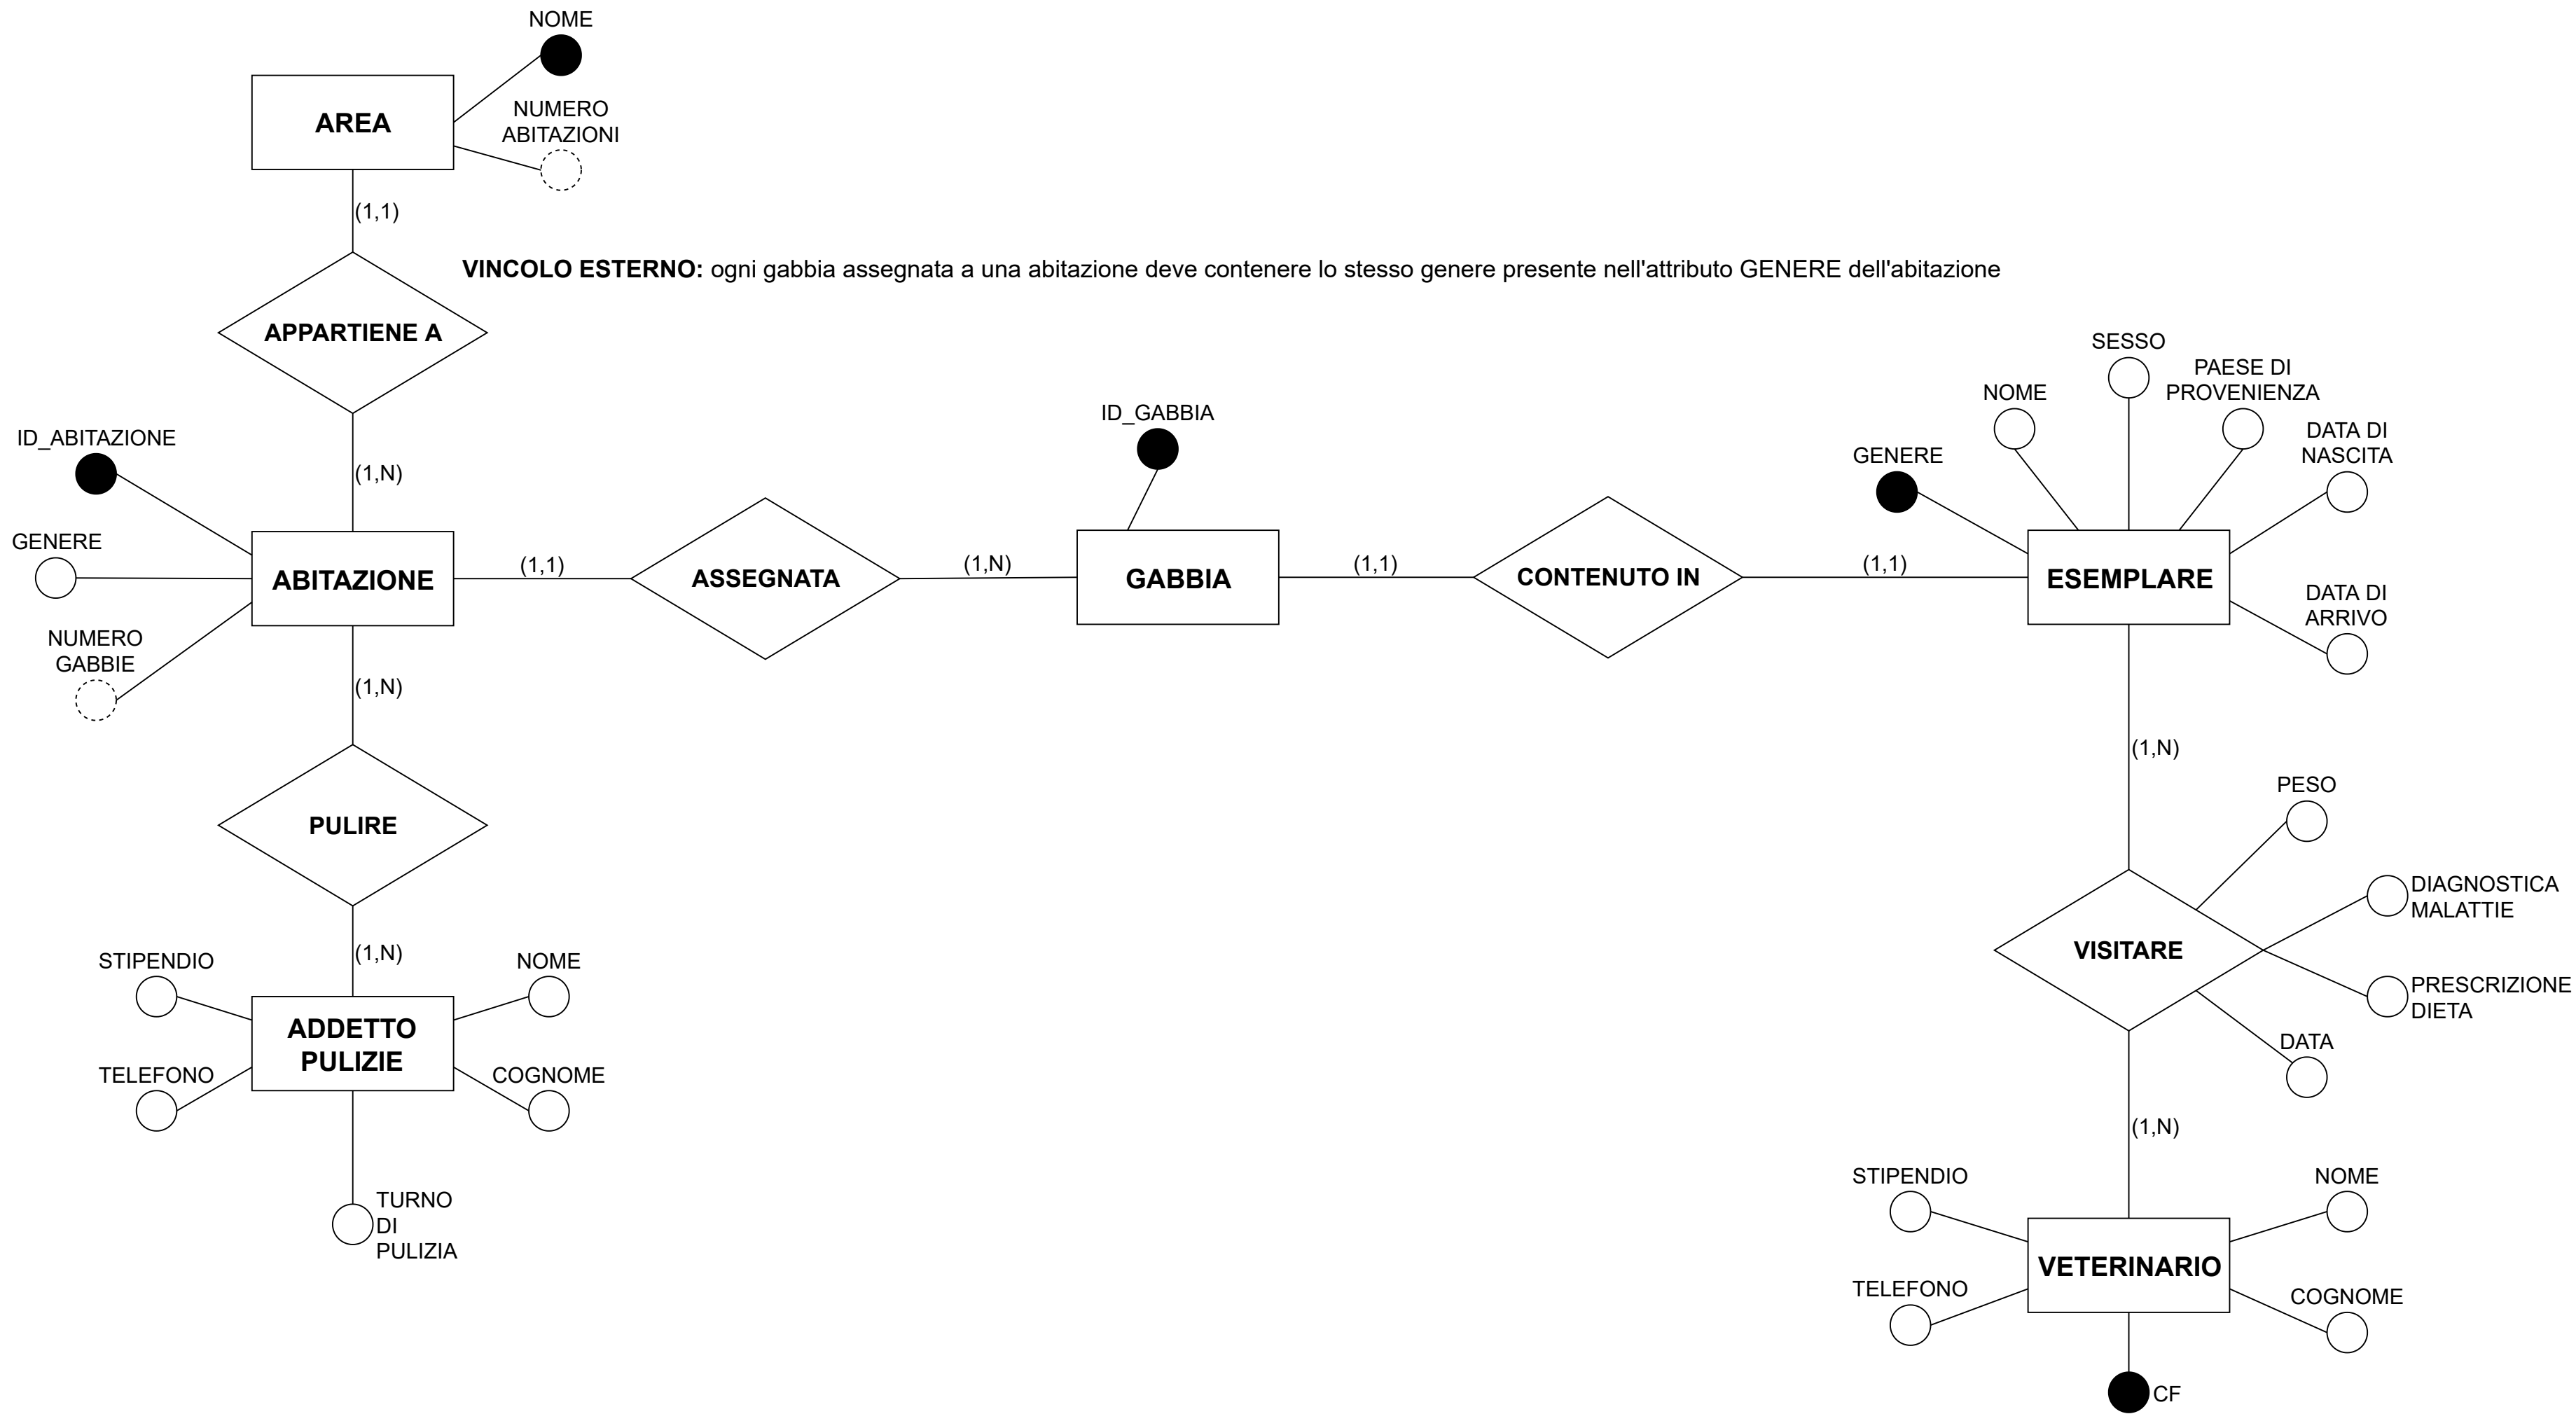 NOME
NUMERO
ABITAZIONI
AREA
(1,1)
VINCOLO ESTERNO: ogni gabbia assegnata a una abitazione deve contenere lo stesso genere presente nell'attributo GENERE dell'abitazione
APPARTIENE A
(1,N)
ID_ABITAZIONE
GENERE
NUMERO
GABBIE
ABITAZIONE
(1,1)
ASSEGNATA
(1,N)
ID_GABBIA
GABBIA
(1,1)
CONTENUTO IN
(1,1)
GENERE
NOME
SESSO
PAESE DI
PROVENIENZA
DATA DI
NASCITA
DATA DI
ARRIVO
ESEMPLARE
(1,N)
PULIRE
(1,N)
STIPENDIO
NOME
ADDETTO
PULIZIE
TELEFONO
COGNOME
TURNO
DI
PULIZIA
(1,N)
PESO
DIAGNOSTICA
MALATTIE
VISITARE
PRESCRIZIONE
DIETA
DATA
(1,N)
STIPENDIO
NOME
VETERINARIO
TELEFONO
COGNOME
CF